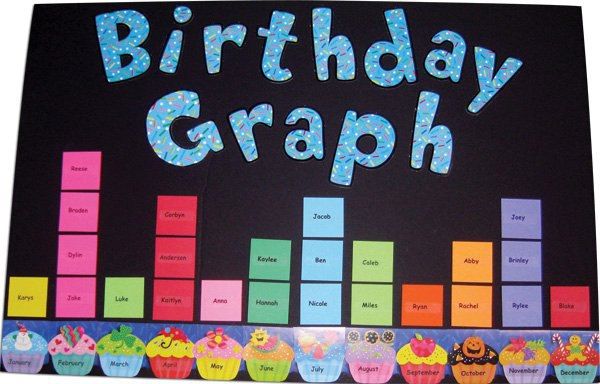 Birthday
Graph
Reese
Braden Corbyn Jacob Joey
Dylin Andersen Kaylee Ben Caleb Abby Brinley
Karys Jake Luke Kaitlyn Anna Hannah Nicole Miles Ryan Rachel Rylee Blake
January February March April May June July August September October November December